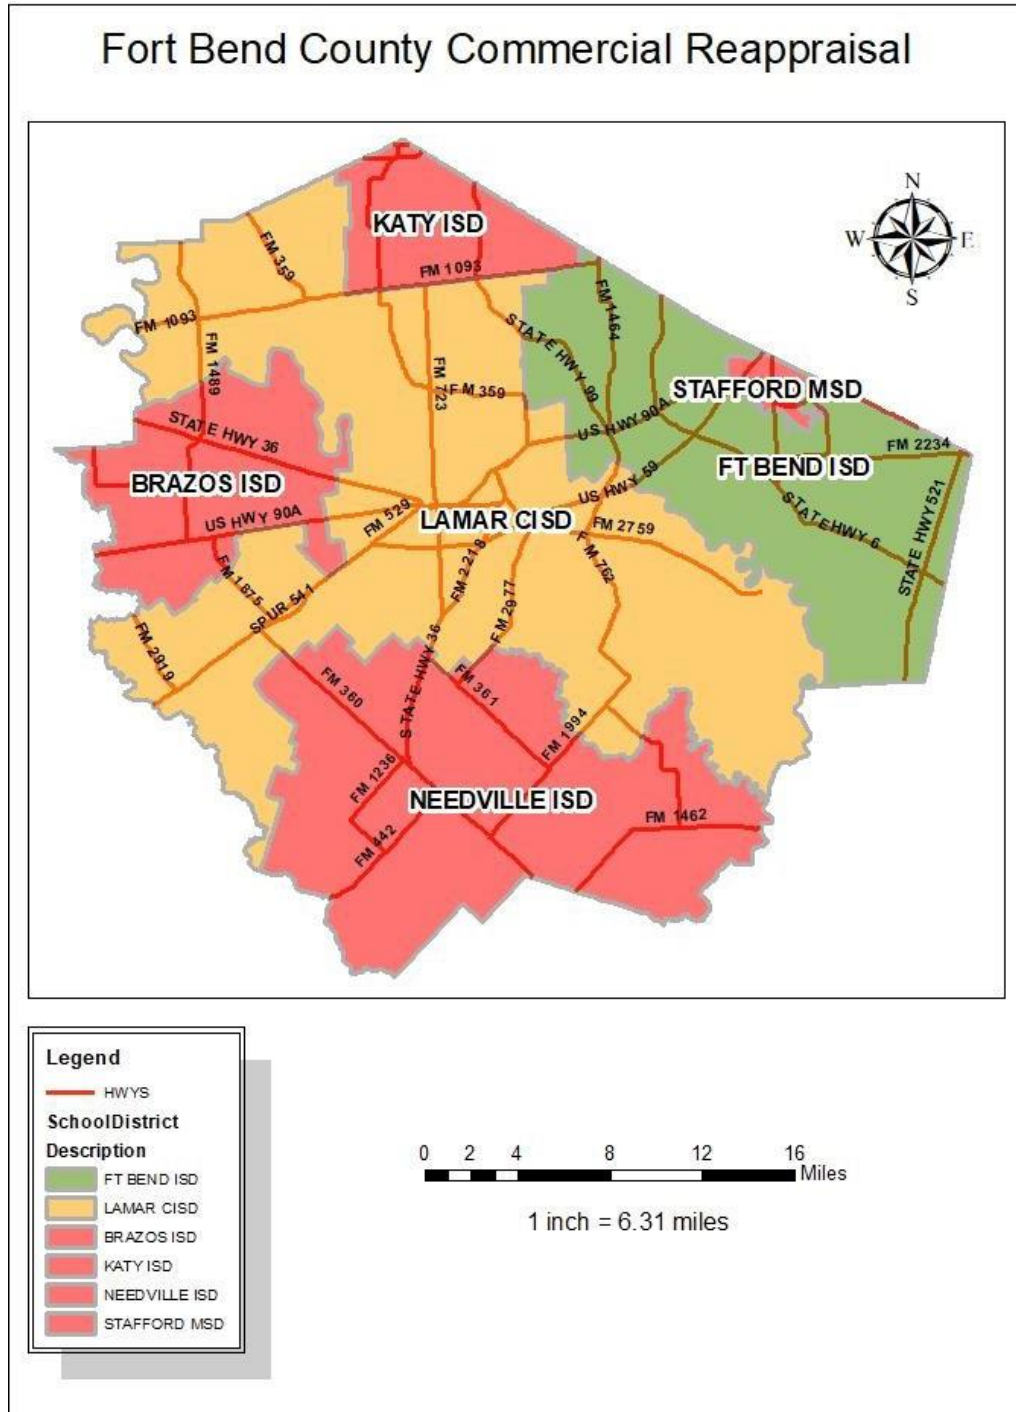 Fort Bend County Commercial Reappraisal
N
W
E
S
KATY ISD
FM 359
FM 1093
FM 1093
FM 1464
FM 1489
STATE HWY 99
FM 723
FM 359
STAFFORD MSD
US HWY 90A
STATE HWY 36
FM 2234
BRAZOS ISD
FT BEND ISD
US HWY 59
US HWY 90A
FM 529
LAMAR CISD
FM 2759
STATE HWY 6
STATE HWY 521
FM 762
FM 2218
FM 1875
FM 2977
SPUR 541
FM 2919
STATE HWY 36
FM 360
FM 361
FM 1994
FM 1236
NEEDVILLE ISD
FM 1462
FM 442
Legend
HWYS
SchoolDistrict
Description
FT BEND ISD
LAMAR CISD
BRAZOS ISD
KATY ISD
NEEDVILLE ISD
STAFFORD MSD
0 2 4 8 12 16
Miles
1 inch = 6.31 miles